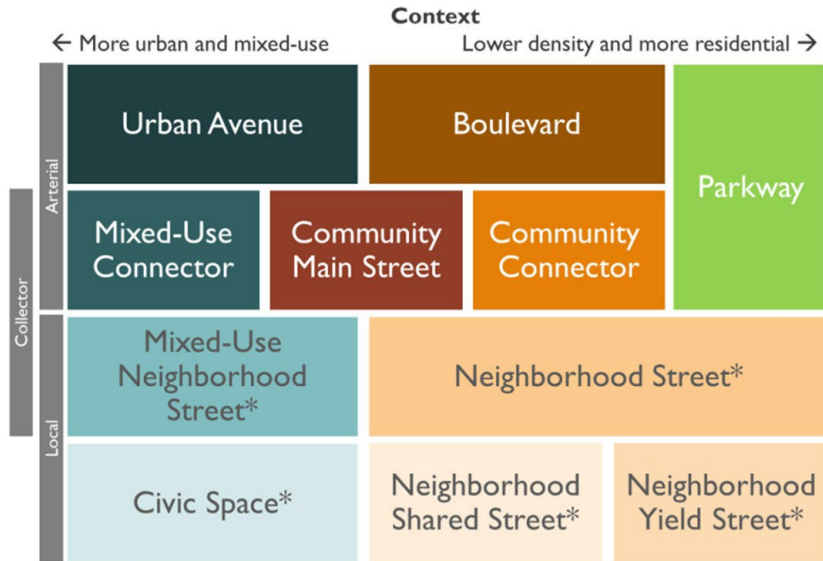 Context
← More urban and mixed-use
Lower density and more residential →
Arterial
Collector
Local
Urban Avenue
Boulevard
Parkway
Mixed-Use
Connector
Community
Main Street
Community
Connector
Mixed-Use
Neighborhood
Street*
Neighborhood Street*
Civic Space*
Neighborhood
Shared Street*
Neighborhood
Yield Street*